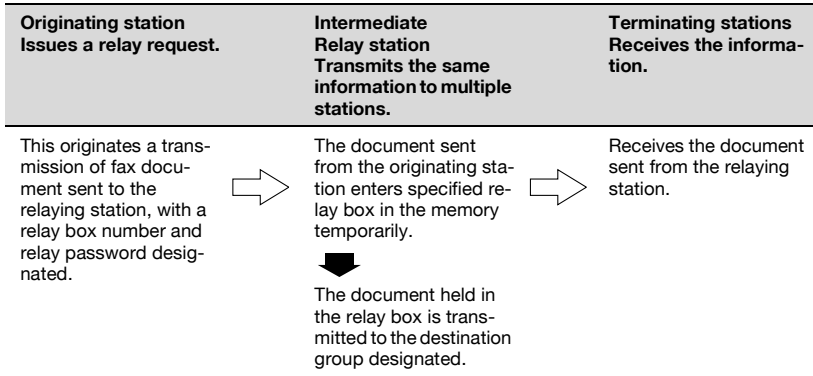 Originating station
Issues a relay request.
Intermediate
Relay station
Transmits the same
information to multiple
stations.
Terminating stations
Receives the informa-
tion.
This originates a trans-
mission of fax docu-
ment sent to the
relaying station, with a
relay box number and
relay password desig-
nated.
The document sent
from the originating sta-
tion enters specified re-
lay box in the memory
temporarily.
The document held in
the relay box is trans-
mitted to the destination
group designated.
Receives the document
sent from the relaying
station.